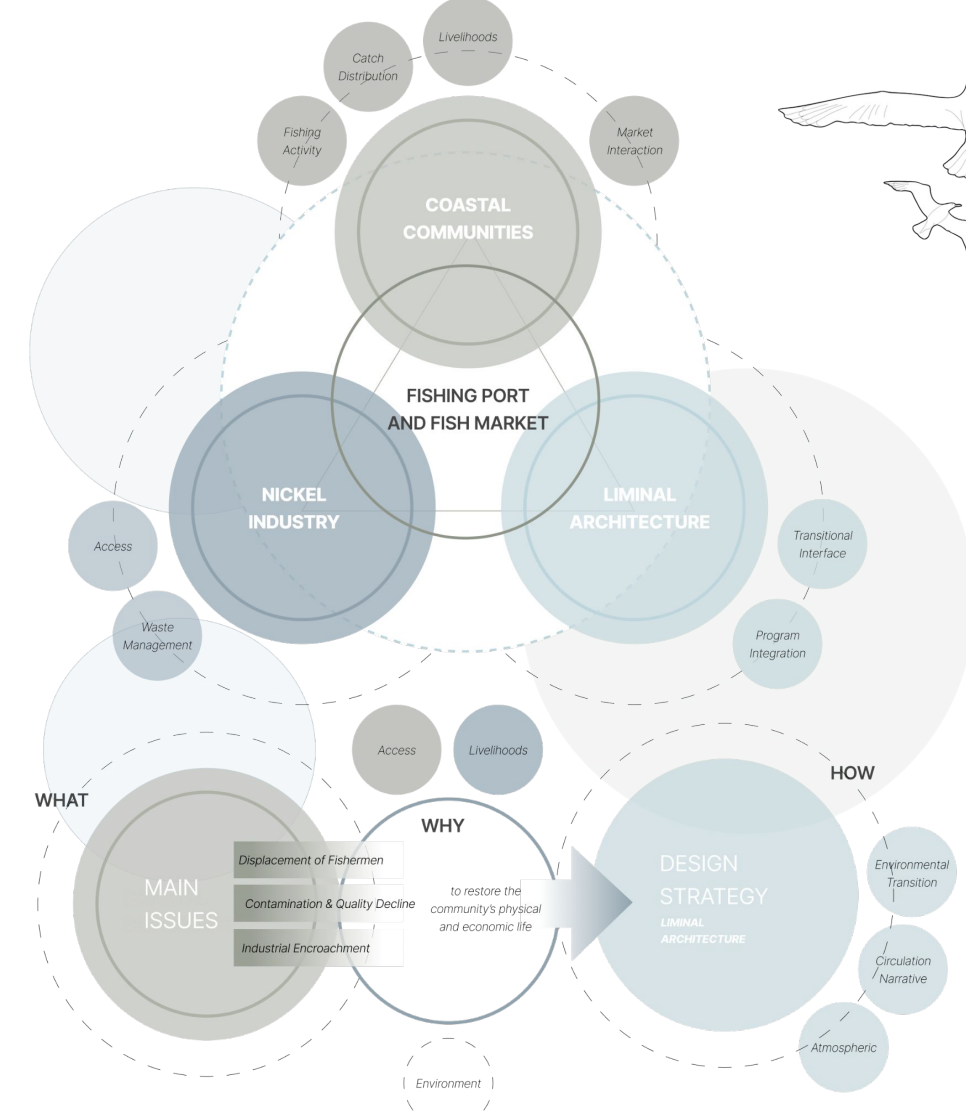 Livelihoods
Catch
Distribution
Fishing
Activity
Market
Interaction
COASTAL
COMMUNITIES
FISHING PORT
AND FISH MARKET
NICKEL
INDUSTRY
LIMINAL
ARCHITECTURE
Access
Waste
Management
Transitional
Interface
Program
Integration
Access
Livelihoods
WHAT
WHY
HOW
MAIN
ISSUES
Displacement of Fishermen
Contamination & Quality Decline
Industrial Encroachment
to restore the
community's physical
and economic life
DESIGN
STRATEGY
LIMINAL
ARCHITECTURE
Environmental
Transition
Circulation
Narrative
Atmospheric
Environment